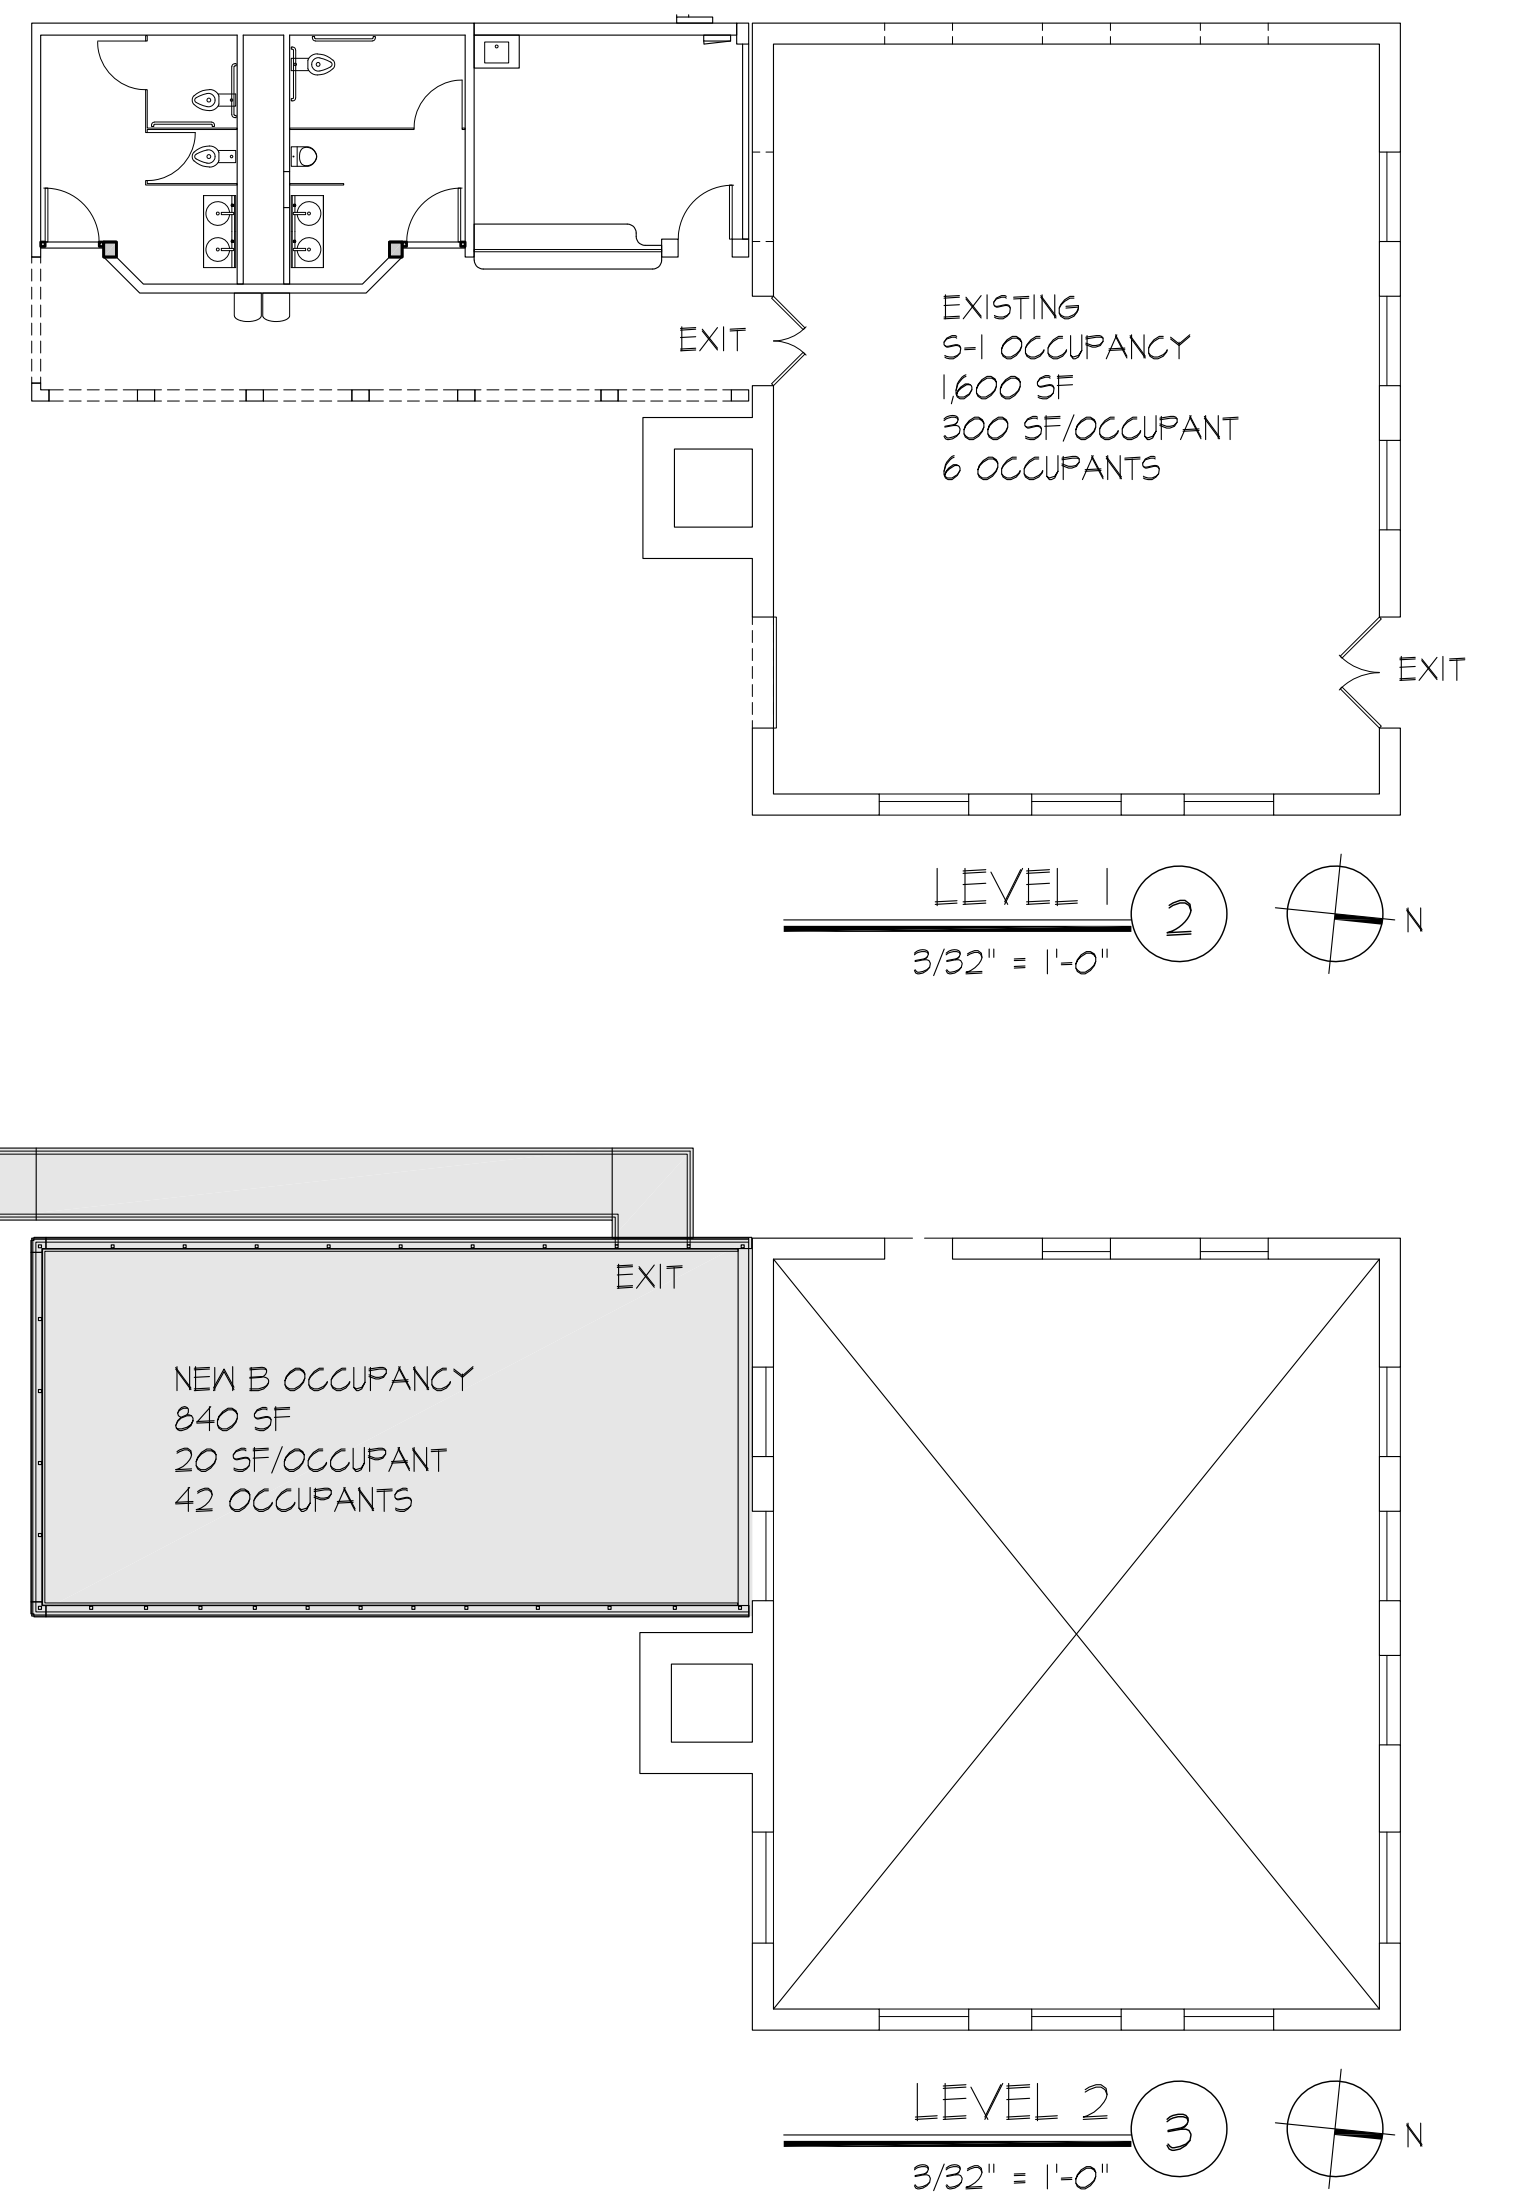 EXIT
EXISTING
S-1 OCCUPANCY
1,600 SF
300 SF/OCCUPANT
6 OCCUPANTS
EXIT
LEVEL 1
2
N
3/32" = 1'-0"
EXIT
NEW B OCCUPANCY
840 SF
20 SF/OCCUPANT
42 OCCUPANTS
LEVEL 2
3
N
3/32" = 1'-0"